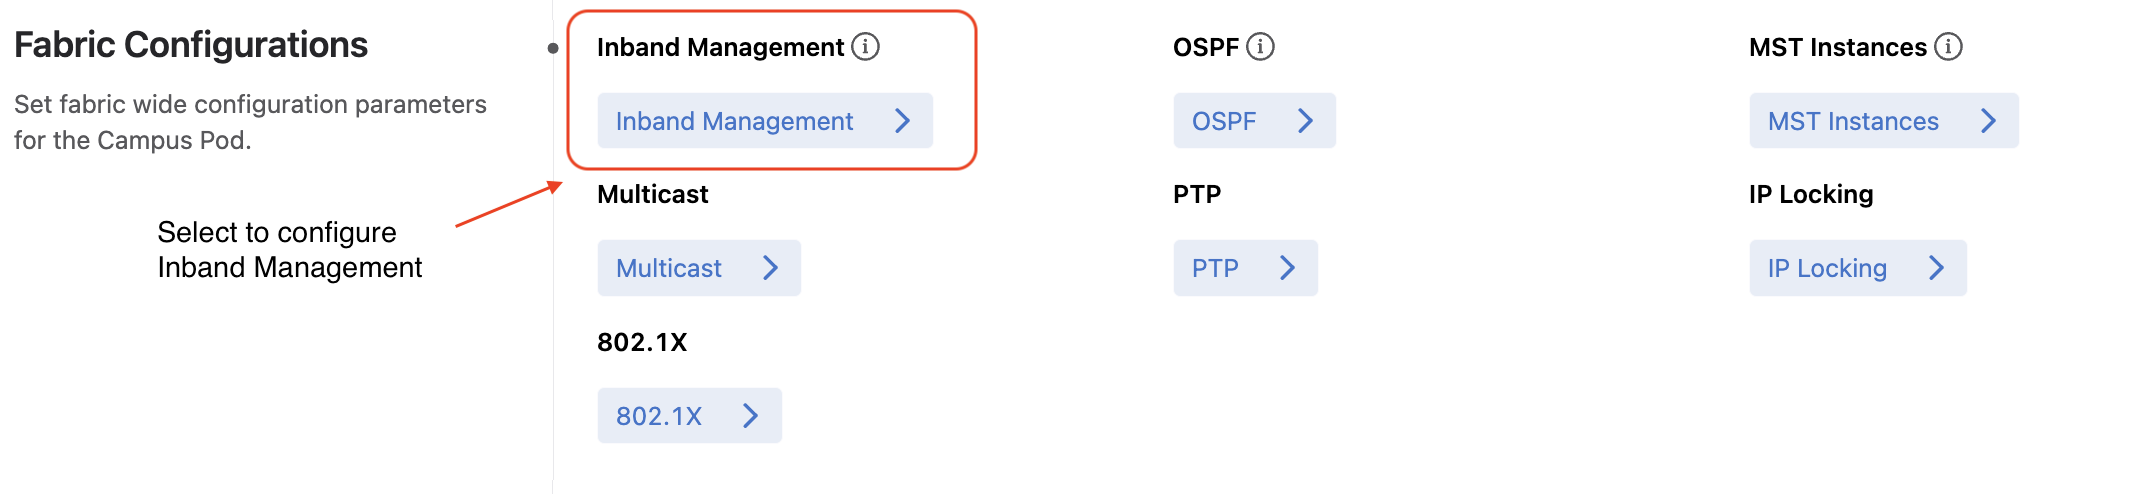 Fabric Configurations
Set fabric wide configuration parameters
for the Campus Pod.
Select to configure
Inband Management
Inband Management
Inband Management
OSPF
OSPF
MST Instances
MST Instances
Multicast
Multicast
PTP
PTP
IP Locking
IP Locking
802.1X
802.1X